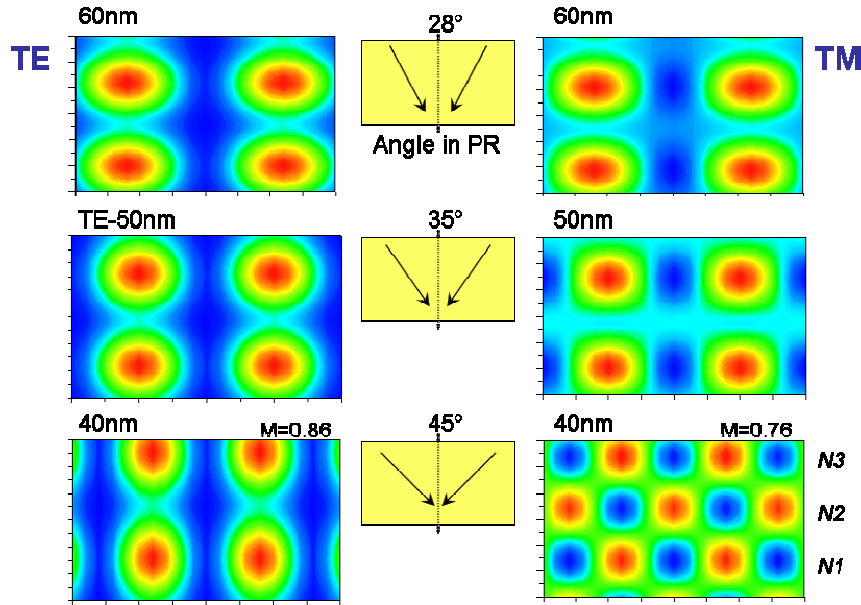 60nm
28°
60nm
TE
TM
Angle in PR
TE-50nm
35°
50nm
40nm
M=0.86
45°
40nm
M=0.76
N3
N2
N1